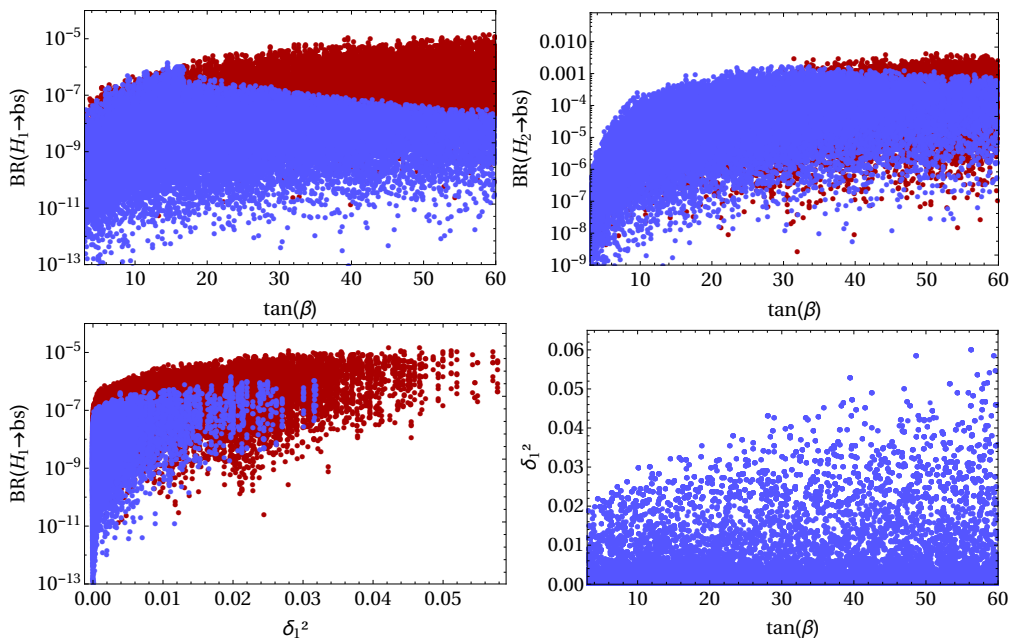 BR(H₁→bs)
10⁻⁵
10⁻⁷
10⁻⁹
10⁻¹¹
10⁻¹³
10 20 30 40 50 60
tan(β)
BR(H₂→bs)
0.010
0.001
10⁻⁴
10⁻⁵
10⁻⁶
10⁻⁷
10⁻⁸
10⁻⁹
10 20 30 40 50 60
tan(β)
BR(H₁→bs)
10⁻⁵
10⁻⁷
10⁻⁹
10⁻¹¹
10⁻¹³
0.00 0.01 0.02 0.03 0.04 0.05
δ₁²
δ₁²
0.06
0.05
0.04
0.03
0.02
0.01
0.00
10 20 30 40 50 60
tan(β)